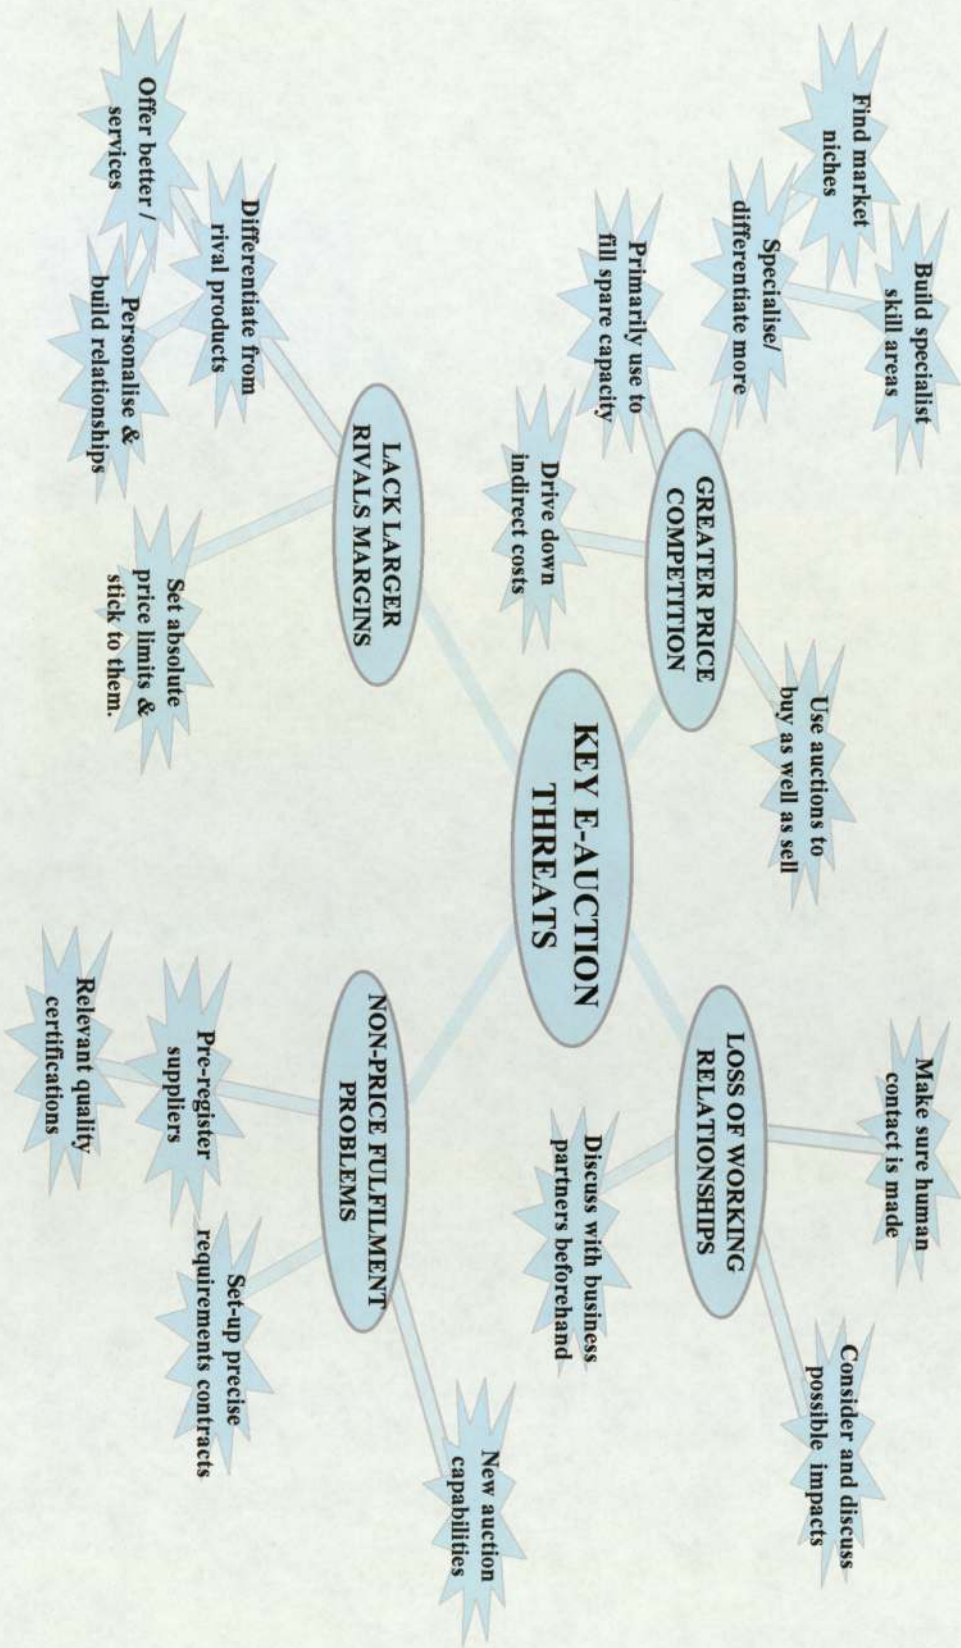 Build specialist
skill areas
Find market
niches
Specialise/
differentiate more
Primarily use to
fill spare capacity
Drive down
indirect costs
GREATER PRICE
COMPETITION
Use auctions to
buy as well as sell
Make sure human
contact is made
Consider and discuss
possible impacts
LOSS OF WORKING
RELATIONSHIPS
Discuss with business
partners beforehand
KEY E-AUCTION
THREATS
LACK LARGER
RIVALS MARGINS
Differentiate from
rival products
Offer better /
services
Personalise &
build relationships
Set absolute
price limits &
stick to them.
NON-PRICE FULFILMENT
PROBLEMS
New auction
capabilities
Pre-register
suppliers
Set-up precise
requirements contracts
Relevant quality
certifications